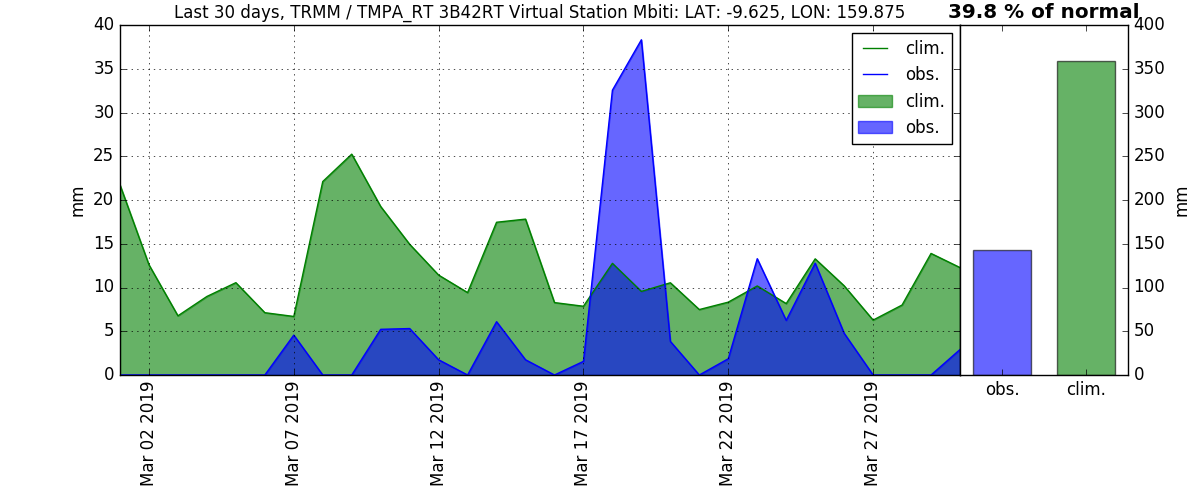 Last 30 days, TRMM / TMPA_RT 3B42RT Virtual Station Mbiti: LAT: -9.625, LON: 159.875
39.8 % of normal
mm
40
35
30
25
20
15
10
5
0
clim.
obs.
clim.
obs.
Mar 02 2019
Mar 07 2019
Mar 12 2019
Mar 17 2019
Mar 22 2019
Mar 27 2019
400
350
300
250
200
150
100
50
0
mm
obs.
clim.